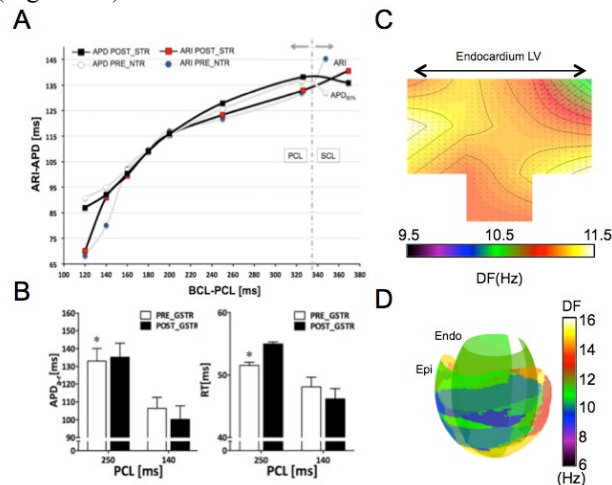 A
APD POST_STR
ARI POST_STR
APD PRE_NTR
ARI PRE_NTR
ARI
APD90%
PCL
SCL
ARI-APD [ms]
145
135
125
115
105
95
85
75
65
100 120 140 160 180 200 220 240 260 280 300 320 340 360 380
BCL-PCL [ms]
B
PRE_GSTR
POST_GSTR
160
150
140
130
120
110
100
90
0
*
250
140
PCL [ms]
PRE_GSTR
POST_GSTR
RT[ms]
60
50
40
0
*
250
140
PCL [ms]
C
Endocardium LV
9.5
10.5
11.5
DF(Hz)
D
Endo
Epi
DF
16
14
12
10
8
6
(Hz)